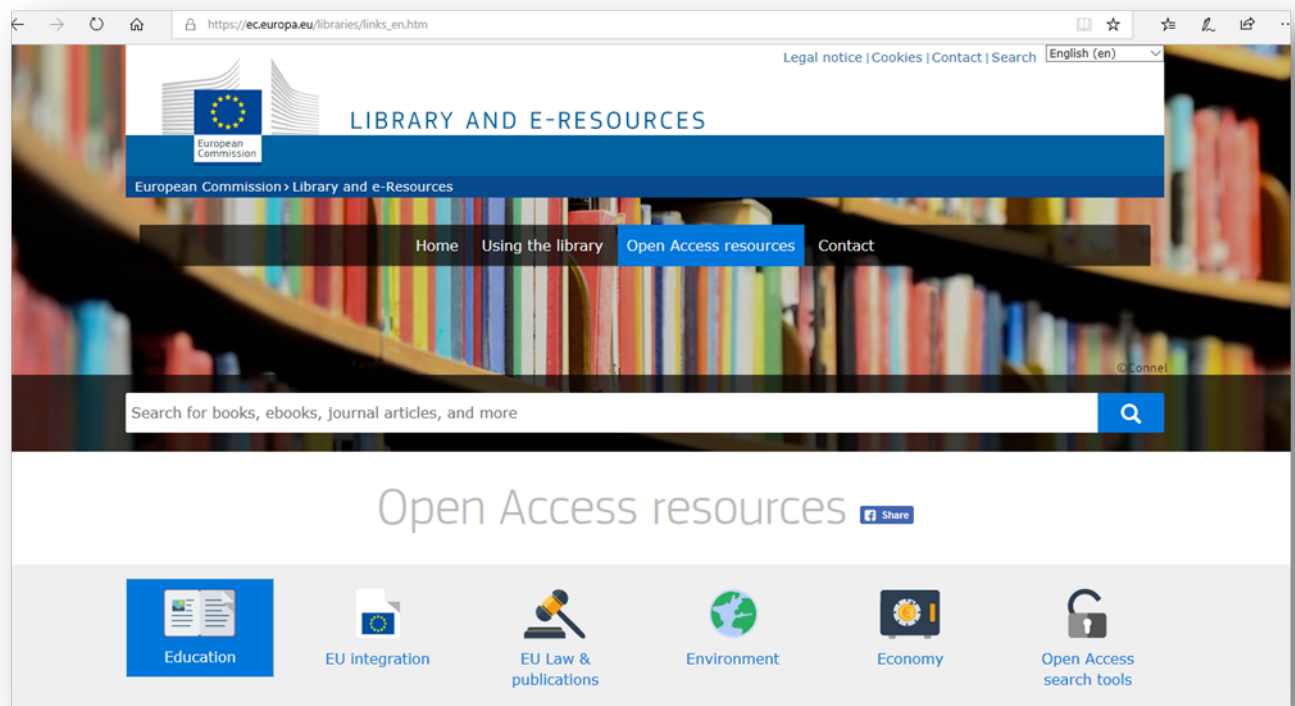 https://ec.europa.eu/libraries/links_en.htm
Legal notice | Cookies | Contact | Search English (en)
LIBRARY AND E-RESOURCES
European
Commission
European Commission > Library and e-Resources
Home Using the library Open Access resources Contact
©Connel
Search for books, ebooks, journal articles, and more
Open Access resources Share
Education EU integration EU Law &
publications Environment Economy Open Access
search tools